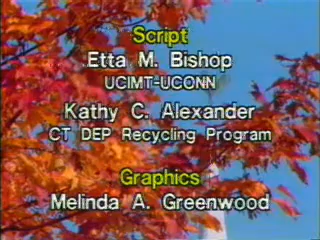 Script
Etta M. Bishop
UCIMT-UCONN
Kathy C. Alexander
CT DEP Recycling Program
Graphics
Melinda A. Greenwood